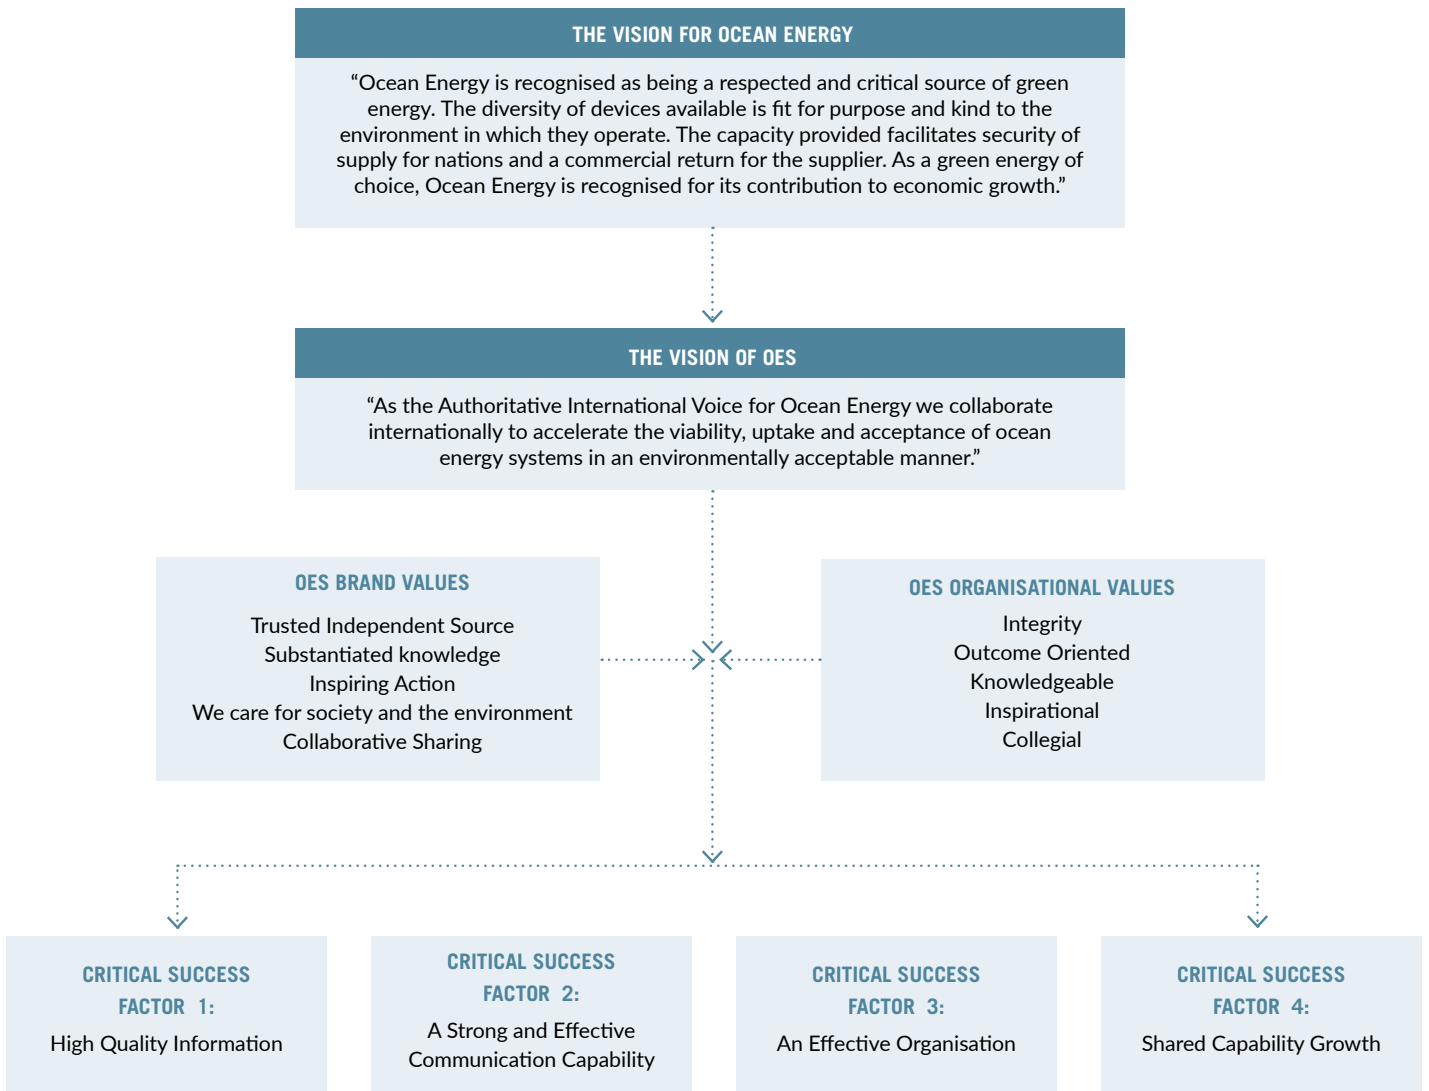 THE VISION FOR OCEAN ENERGY
“Ocean Energy is recognised as being a respected and critical source of green
energy. The diversity of devices available is fit for purpose and kind to the
environment in which they operate. The capacity provided facilitates security of
supply for nations and a commercial return for the supplier. As a green energy of
choice, Ocean Energy is recognised for its contribution to economic growth.”
THE VISION OF OES
“As the Authoritative International Voice for Ocean Energy we collaborate
internationally to accelerate the viability, uptake and acceptance of ocean
energy systems in an environmentally acceptable manner.”
OES BRAND VALUES
Trusted Independent Source
Substantiated knowledge
Inspiring Action
We care for society and the environment
Collaborative Sharing
OES ORGANISATIONAL VALUES
Integrity
Outcome Oriented
Knowledgeable
Inspirational
Collegial
CRITICAL SUCCESS
FACTOR 1:
High Quality Information
CRITICAL SUCCESS
FACTOR 2:
A Strong and Effective
Communication Capability
CRITICAL SUCCESS
FACTOR 3:
An Effective Organisation
CRITICAL SUCCESS
FACTOR 4:
Shared Capability Growth